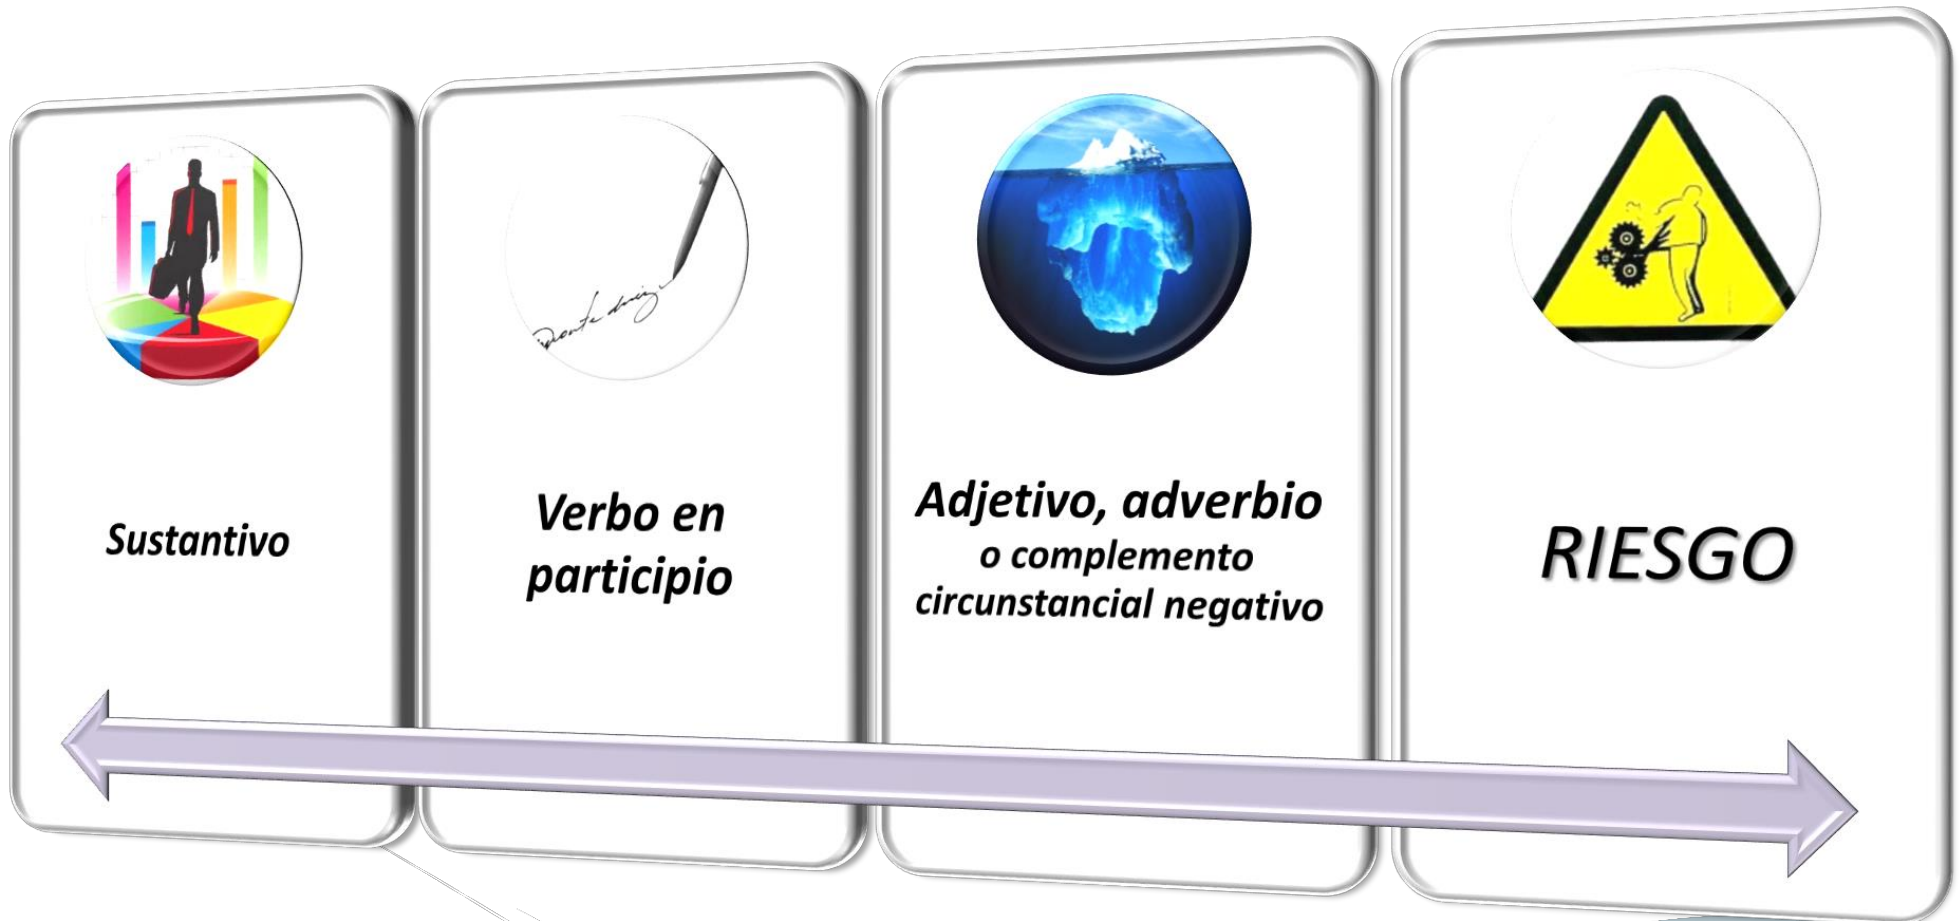 Sustantivo
Verbo en
participio
Adjetivo, adverbio
o complemento
circunstancial negativo
RIESGO